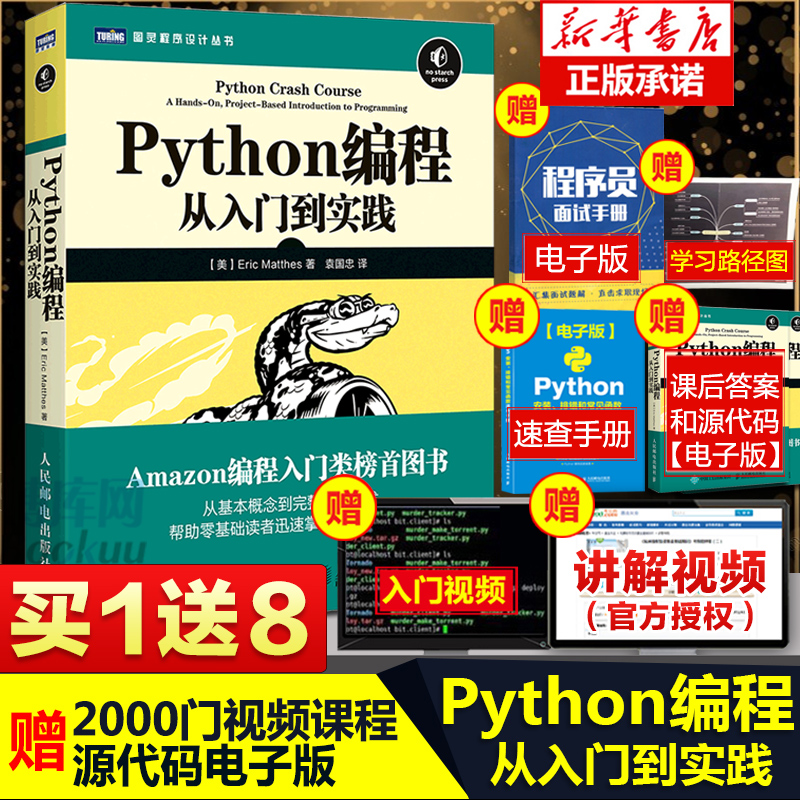 TURING
图灵程序设计丛书
no starch press
Python Crash Course
A Hands-On, Project-Based Introduction to Programming
Python编程
从入门到实践
【美】Eric Matthes 著 袁国忠 译
Amazon编程入门类榜首图书
从基本概念到完
帮助零基础读者迅速掌
Python编程
从入门到实践
【美】Eric Matthes 著
人民邮电出版社
新华书店
正版承诺
赠
程序员
面试手册
电子版
赠
学习路径图
赠
【电子版】
Python
速查手册
赠
Python Crash Course
课后答案
和源代码
【电子版】
赠
入门视频
murder_tracker.py
murder_make_torrent.py
赠
讲解视频
（官方授权）
买1送8
赠
2000门视频课程
源代码电子版
Python编程
从入门到实践